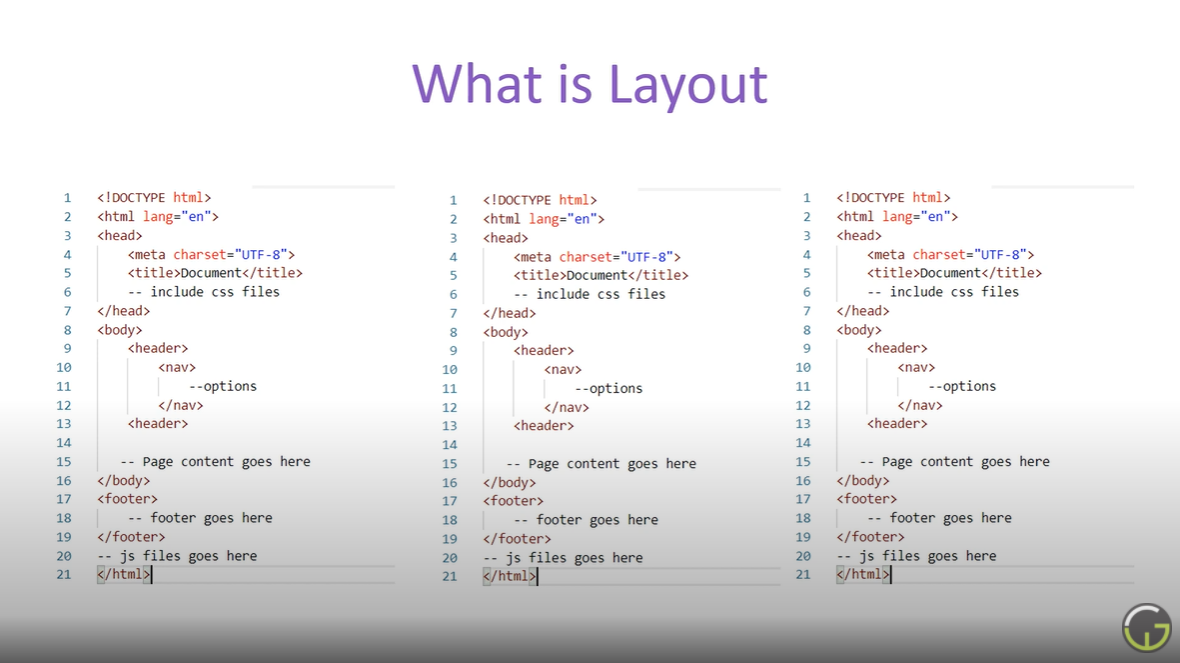 What is Layout
1 <!DOCTYPE html>
2 <html lang="en">
3 <head>
4 <meta charset="UTF-8">
5 <title>Document</title>
6 -- include css files
7 </head>
8 <body>
9 <header>
10 <nav>
11 --options
12 </nav>
13 <header>
14
15 -- Page content goes here
16 </body>
17 <footer>
18 -- footer goes here
19 </footer>
20 -- js files goes here
21 </html>
1 <!DOCTYPE html>
2 <html lang="en">
3 <head>
4 <meta charset="UTF-8">
5 <title>Document</title>
6 -- include css files
7 </head>
8 <body>
9 <header>
10 <nav>
11 --options
12 </nav>
13 <header>
14
15 -- Page content goes here
16 </body>
17 <footer>
18 -- footer goes here
19 </footer>
20 -- js files goes here
21 </html>
1 <!DOCTYPE html>
2 <html lang="en">
3 <head>
4 <meta charset="UTF-8">
5 <title>Document</title>
6 -- include css files
7 </head>
8 <body>
9 <header>
10 <nav>
11 --options
12 </nav>
13 <header>
14
15 -- Page content goes here
16 </body>
17 <footer>
18 -- footer goes here
19 </footer>
20 -- js files goes here
21 </html>